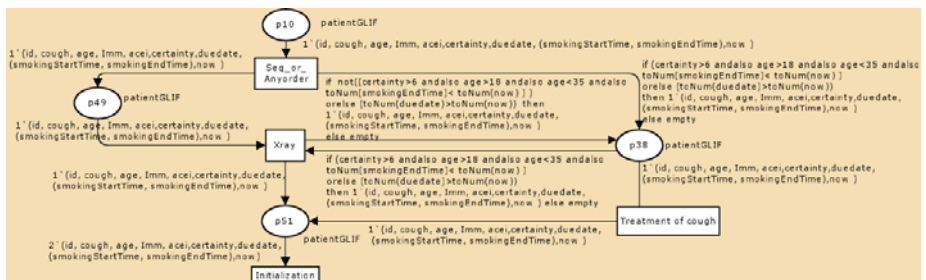 p10
patientGLIF
1`(id, cough, age, Imm, acei,certainty,duedate, (smokingStartTime, smokingEndTime),now )
1`(id, cough, age, Imm, acei,certainty,duedate,
(smokingStartTime, smokingEndTime),now )
Seq_or_
Anyorder
if not((certainty>6 andalso age>18 andalso age<35 andalso
toNum(smokingEndTime)< toNum(now ) )
orelse (toNum(duedate)>toNum(now )) then
1`(id, cough, age, Imm, acei,certainty,duedate,
(smokingStartTime, smokingEndTime),now )
else empty
if (certainty>6 andalso age>18 andalso age<35 andalso
toNum(smokingEndTime)< toNum(now ) )
orelse (toNum(duedate)>toNum(now ))
then 1`(id, cough, age, Imm, acei,certainty,duedate,
(smokingStartTime, smokingEndTime),now )
else empty
p49
patientGLIF
1`(id, cough, age, Imm, acei,certainty,duedate,
(smokingStartTime, smokingEndTime),now )
Xray
p38
patientGLIF
if (certainty>6 andalso age>18 andalso age<35 andalso
toNum(smokingEndTime)< toNum(now ) )
orelse (toNum(duedate)>toNum(now ))
then 1`(id, cough, age, Imm, acei,certainty,duedate,
(smokingStartTime, smokingEndTime),now ) else empty
1`(id, cough, age, Imm, acei,certainty,duedate,
(smokingStartTime, smokingEndTime),now )
1`(id, cough, age, Imm, acei,certainty,duedate,
(smokingStartTime, smokingEndTime),now )
p51
patientGLIF
Treatment of cough
1`(id, cough, age, Imm, acei,certainty,duedate,
(smokingStartTime, smokingEndTime),now )
2`(id, cough, age, Imm, acei,certainty,duedate,
(smokingStartTime, smokingEndTime),now )
Initialization